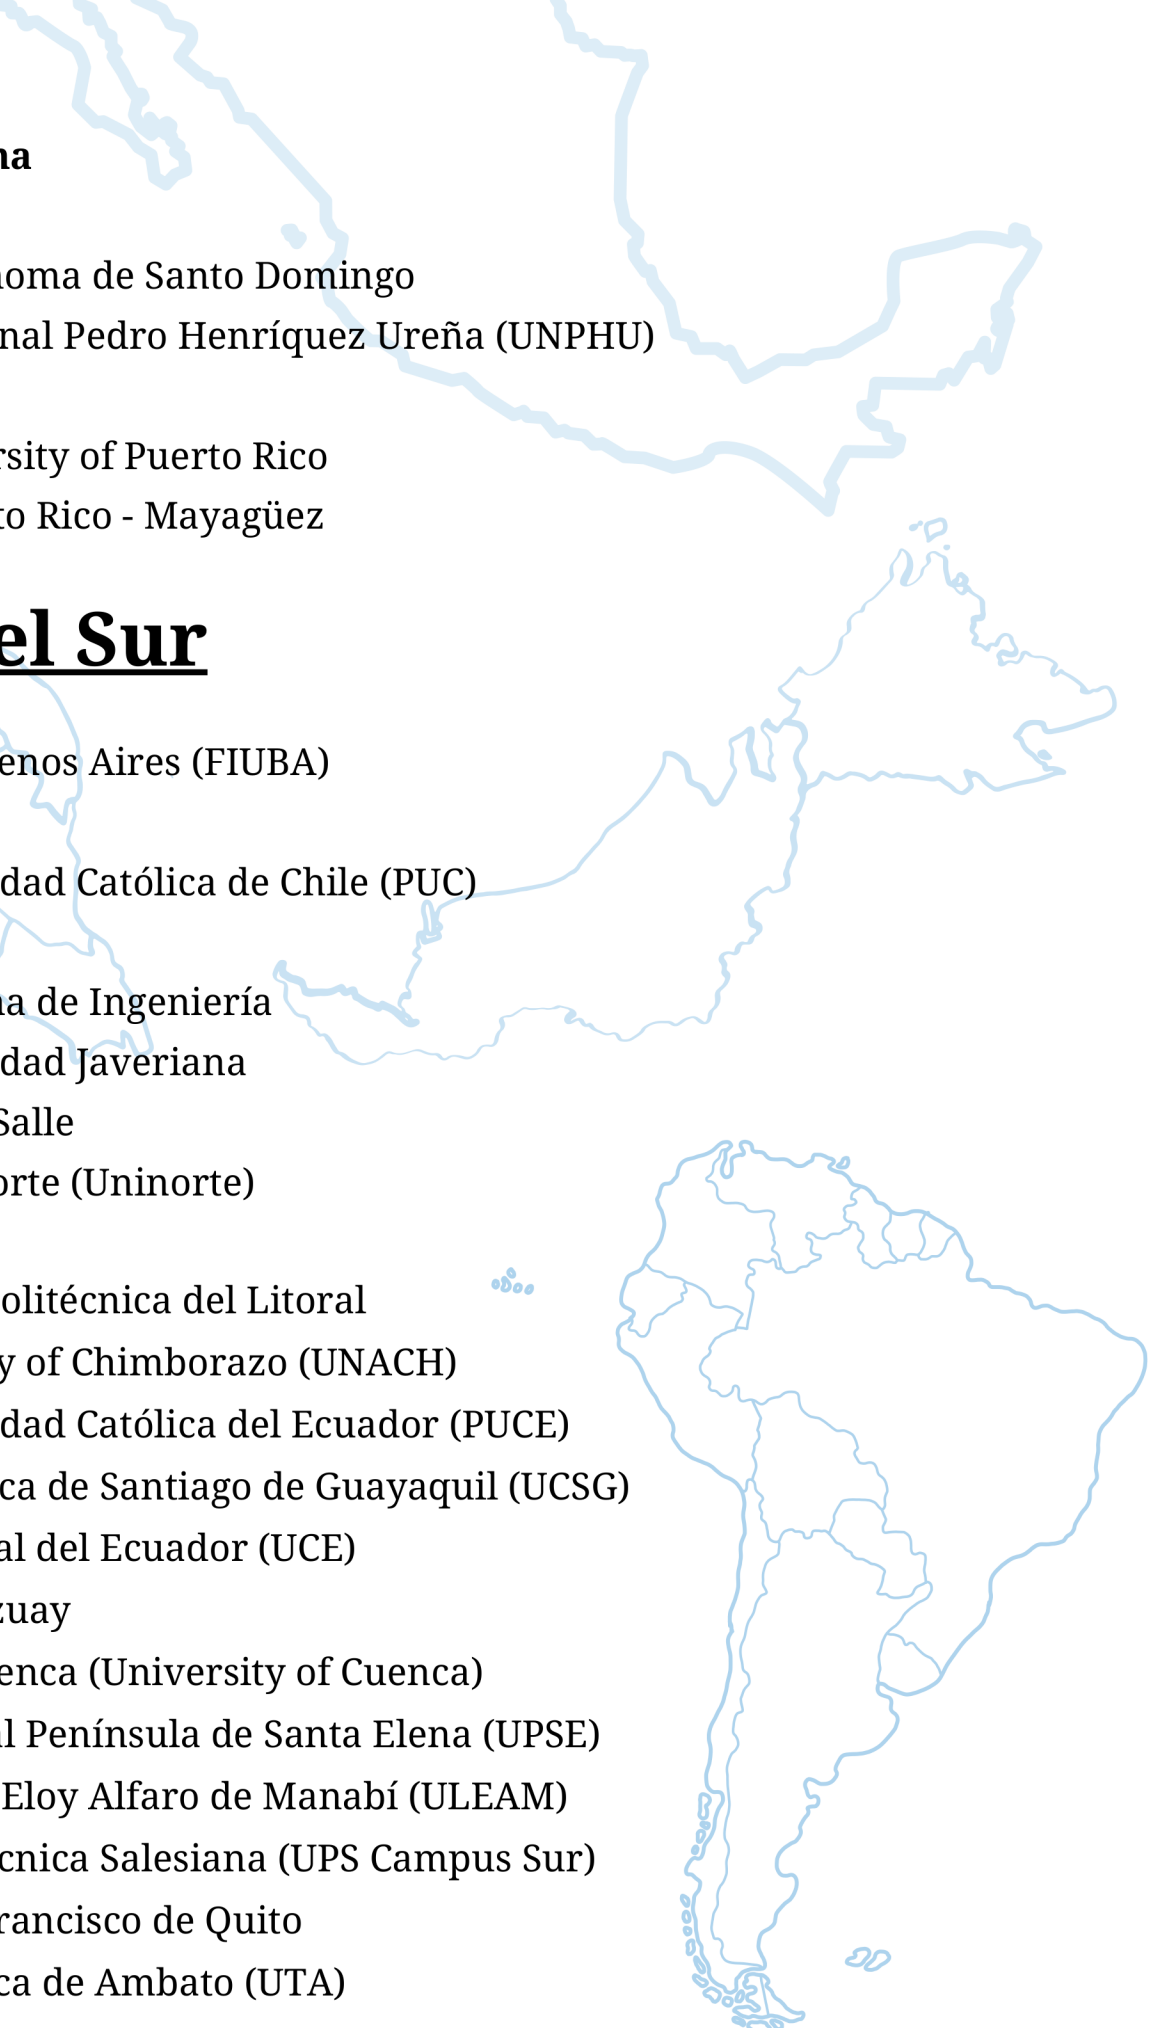 na
noma de Santo Domingo
nal Pedro Henríquez Ureña (UNPHU)
rsity of Puerto Rico
to Rico - Mayagüez
el Sur
enos Aires (FIUBA)
dad Católica de Chile (PUC)
na de Ingeniería
dad Javeriana
Salle
orte (Uninorte)
olitécnica del Litoral
y of Chimborazo (UNACH)
dad Católica del Ecuador (PUCE)
ca de Santiago de Guayaquil (UCSG)
al del Ecuador (UCE)
zuay
enca (University of Cuenca)
al Península de Santa Elena (UPSE)
Eloy Alfaro de Manabí (ULEAM)
cnica Salesiana (UPS Campus Sur)
rancisco de Quito
ca de Ambato (UTA)